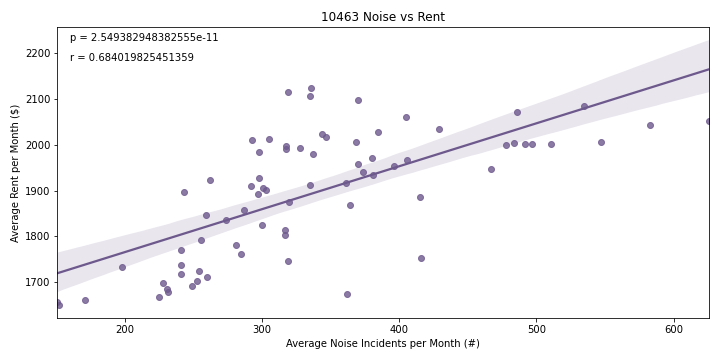 10463 Noise vs Rent
p = 2.549382948382555e-11
r = 0.684019825451359
2200
2100
2000
1900
1800
1700
Average Rent per Month ($)
200 300 400 500 600
Average Noise Incidents per Month (#)